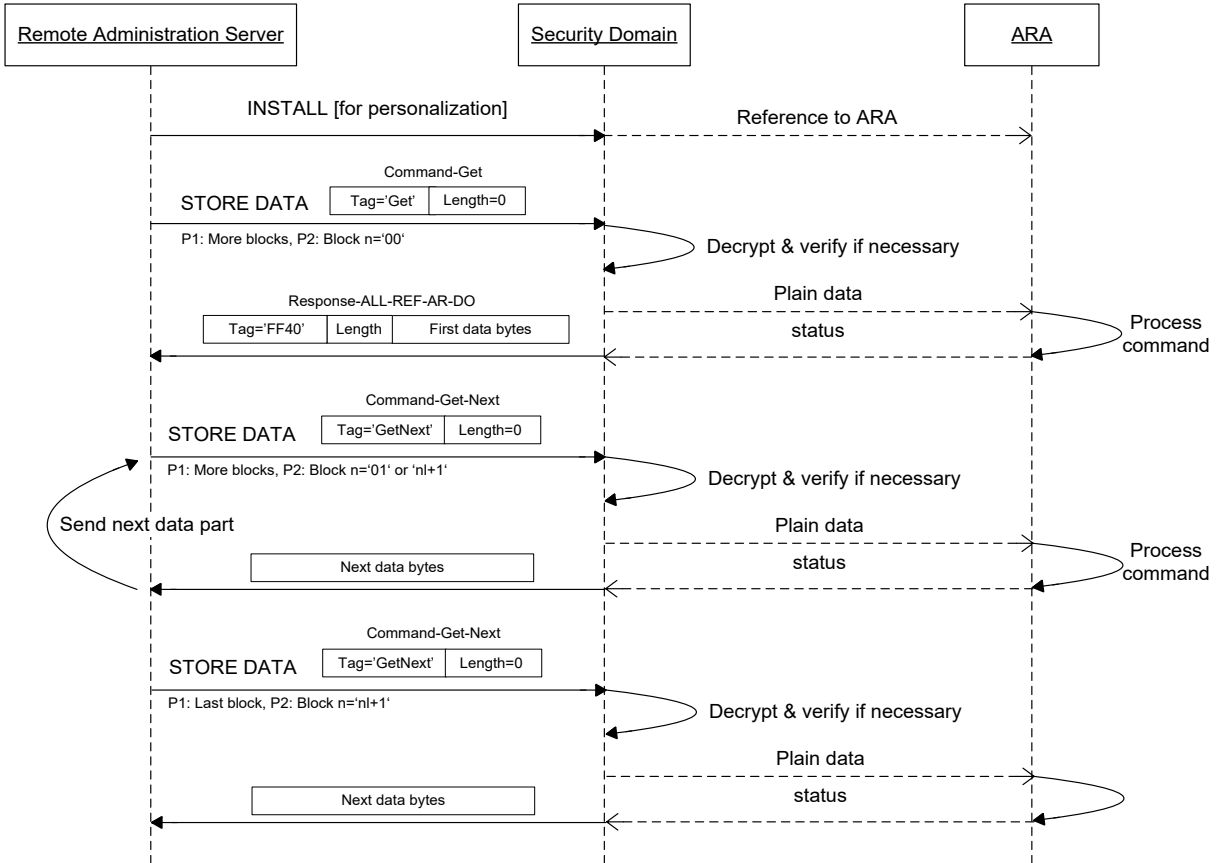 Remote Administration Server
Security Domain
ARA
INSTALL [for personalization]
Reference to ARA
Command-Get
STORE DATA
Tag='Get'
Length=0
P1: More blocks, P2: Block n='00'
Decrypt & verify if necessary
Response-ALL-REF-AR-DO
Tag='FF40'
Length
First data bytes
Plain data
status
Process
command
Command-Get-Next
STORE DATA
Tag='GetNext'
Length=0
P1: More blocks, P2: Block n='01' or 'nl+1'
Decrypt & verify if necessary
Send next data part
Plain data
status
Process
command
Next data bytes
Command-Get-Next
STORE DATA
Tag='GetNext'
Length=0
P1: Last block, P2: Block n='nl+1'
Decrypt & verify if necessary
Plain data
status
Next data bytes